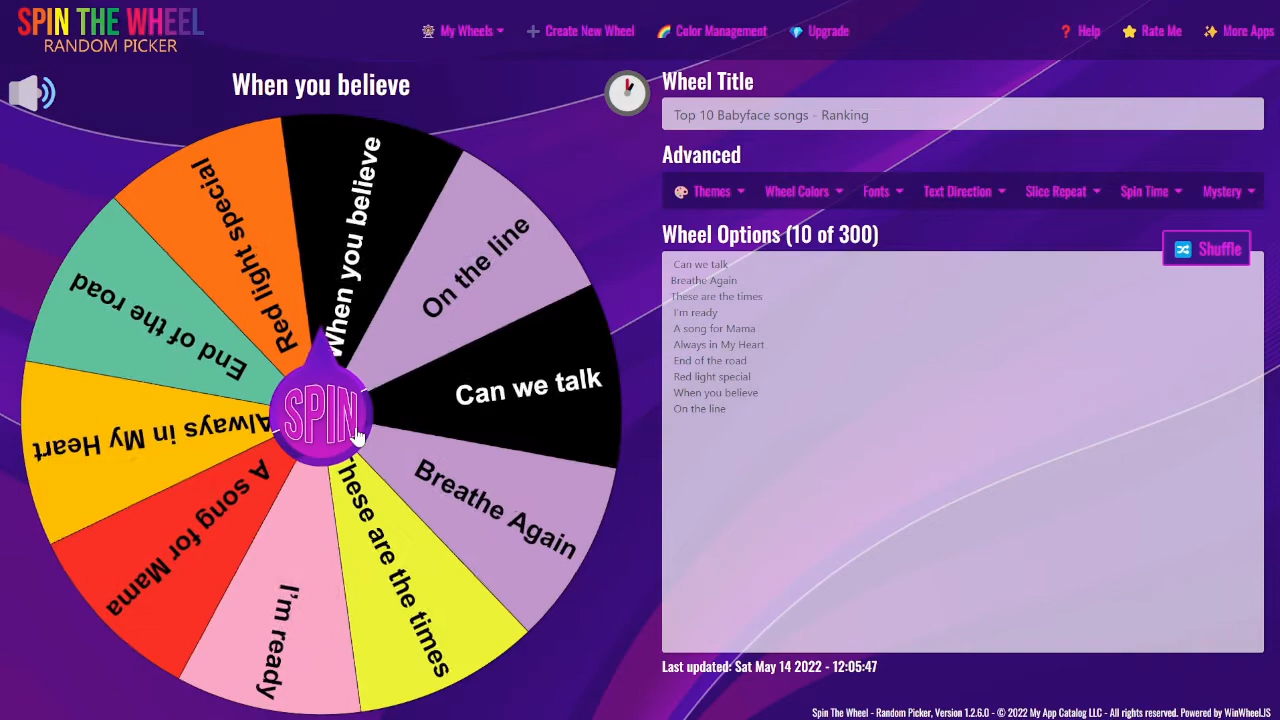 SPIN THE WHEEL
RANDOM PICKER
My Wheels
Create New Wheel
Color Management
Upgrade
Help
Rate Me
More Apps
When you believe
Wheel Title
Top 10 Babyface songs - Ranking
Advanced
Themes
Wheel Colors
Fonts
Text Direction
Slice Repeat
Spin Time
Mystery
Wheel Options (10 of 300)
Shuffle
Can we talk
Breathe Again
These are the times
I'm ready
A song for Mama
Always in My Heart
End of the road
Red light special
When you believe
On the line
When you believe
On the line
Can we talk
Breathe Again
These are the times
I'm ready
A song for Mama
Always in My Heart
End of the road
Red light special
SPIN
Last updated: Sat May 14 2022 - 12:05:47
Spin The Wheel - Random Picker, Version 1.2.6.0 - © 2022 My App Catalog LLC - All rights reserved. Powered by WinWheel.JS